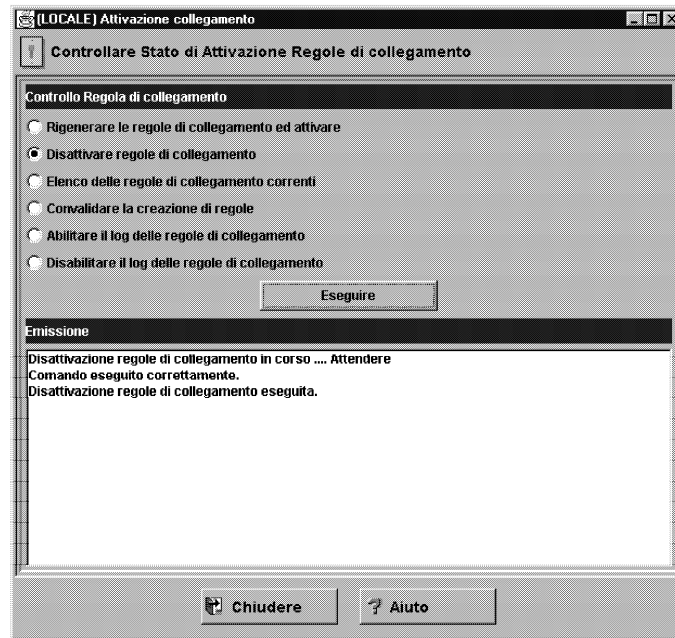 (LOCALE) Attivazione collegamento
Controllare Stato di Attivazione Regole di collegamento
Controllo Regola di collegamento
Rigenerare le regole di collegamento ed attivare
Disattivare regole di collegamento
Elenco delle regole di collegamento correnti
Convalidare la creazione di regole
Abilitare il log delle regole di collegamento
Disabilitare il log delle regole di collegamento
Eseguire
Emissione
Disattivazione regole di collegamento in corso .... Attendere
Comando eseguito correttamente.
Disattivazione regole di collegamento eseguita.
Chiudere
? Aiuto